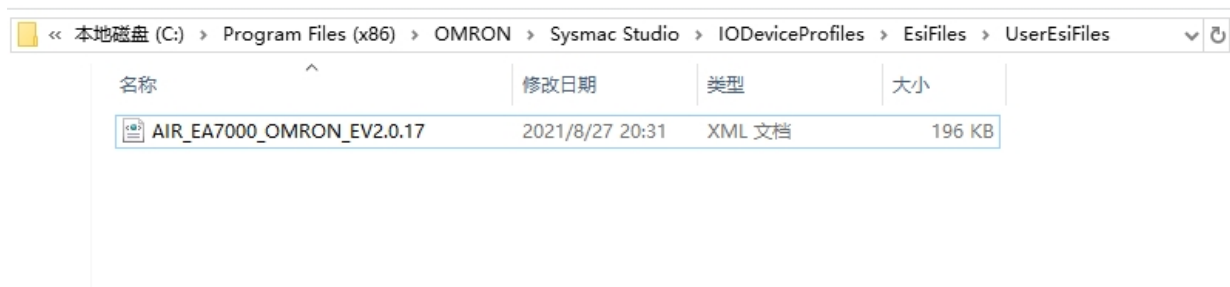 « 本地磁盘 (C:) › Program Files (x86) › OMRON › Sysmac Studio › IODeviceProfiles › EsiFiles › UserEsiFiles
名称 修改日期 类型 大小
AIR_EA7000_OMRON_EV2.0.17 2021/8/27 20:31 XML 文档 196 KB